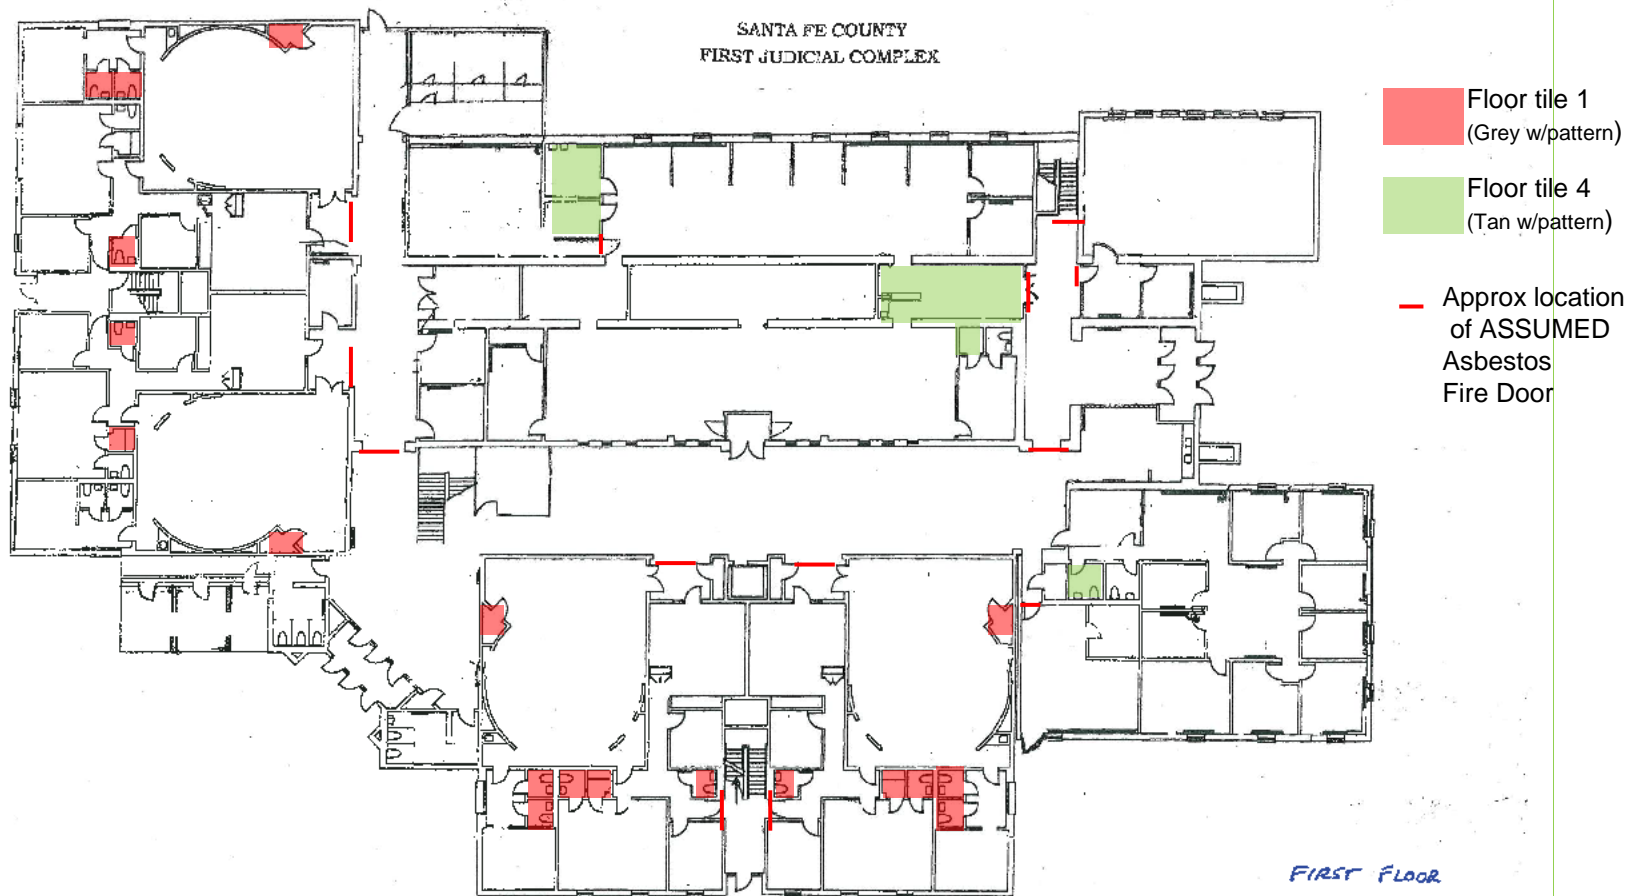 SANTA FE COUNTY
FIRST JUDICIAL COMPLEX
Floor tile 1
(Grey w/pattern)
Floor tile 4
(Tan w/pattern)
Approx location
of ASSUMED
Asbestos
Fire Door
FIRST FLOOR